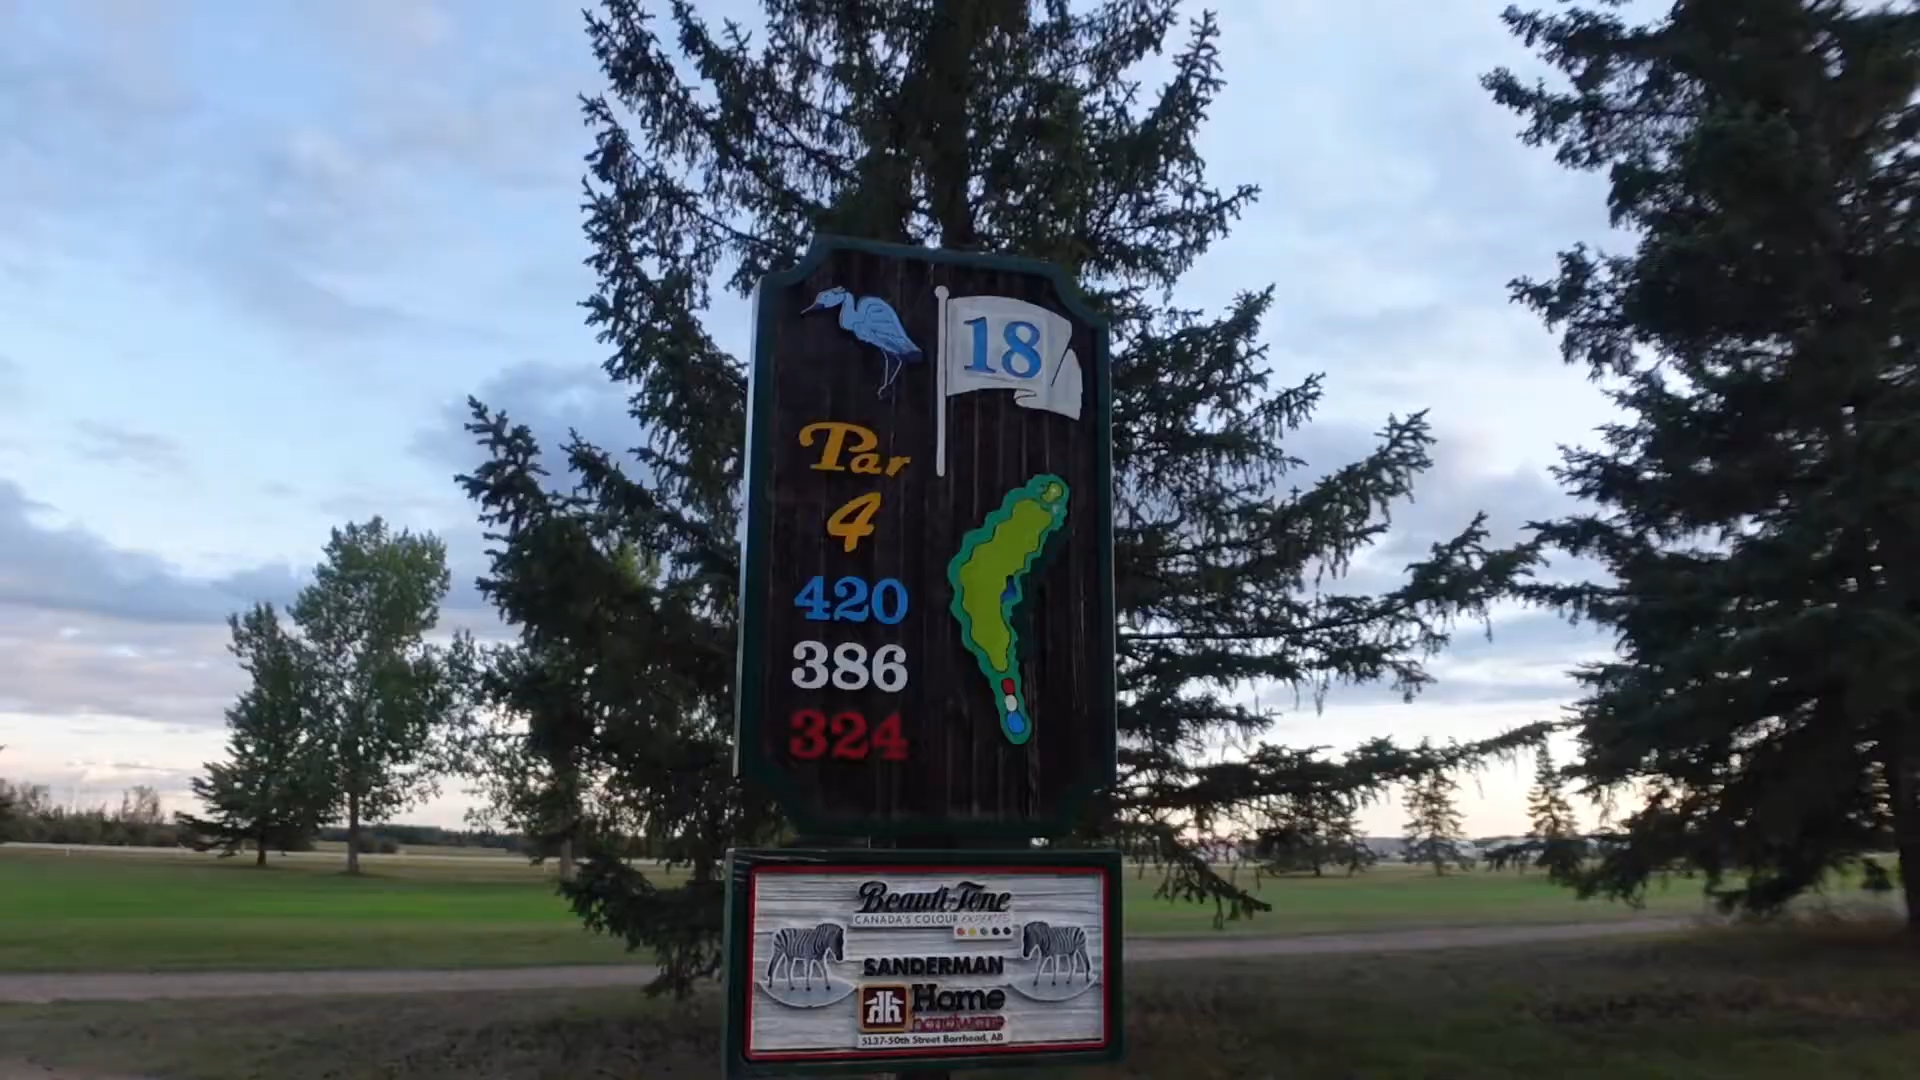 18
Par
4
420
386
324
Beauti-Tone
CANADA'S COLOUR EXPERTS
SANDERMAN
Home
hardware
5137-50th Street Barrhead, AB